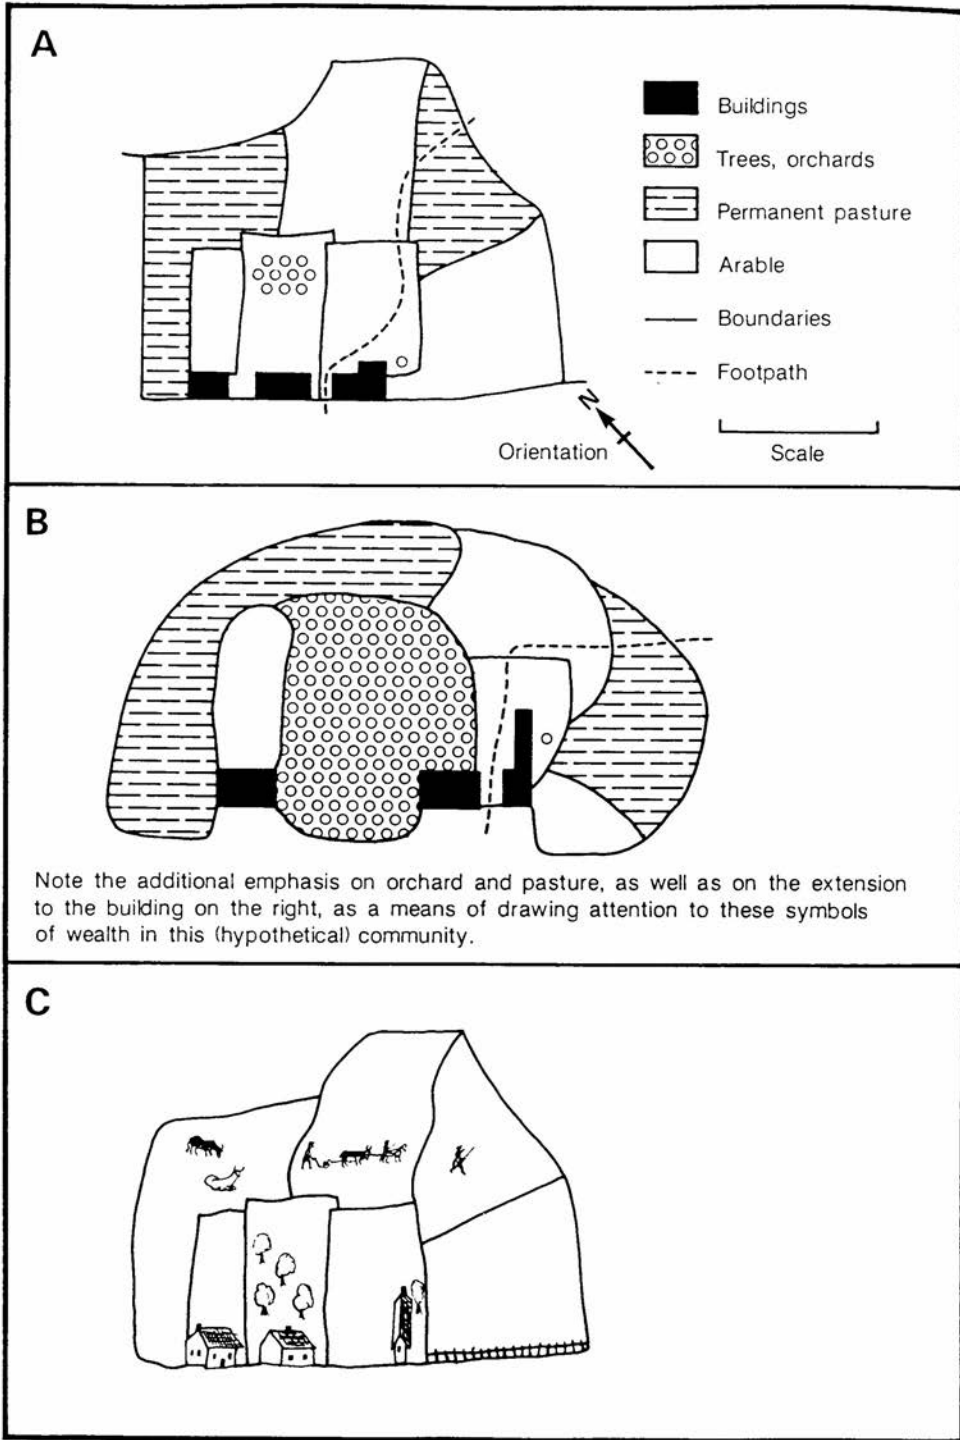 A
Buildings
Trees, orchards
Permanent pasture
Arable
Boundaries
Footpath
N
Orientation
Scale
B
Note the additional emphasis on orchard and pasture, as well as on the extension
to the building on the right, as a means of drawing attention to these symbols
of wealth in this (hypothetical) community.
C